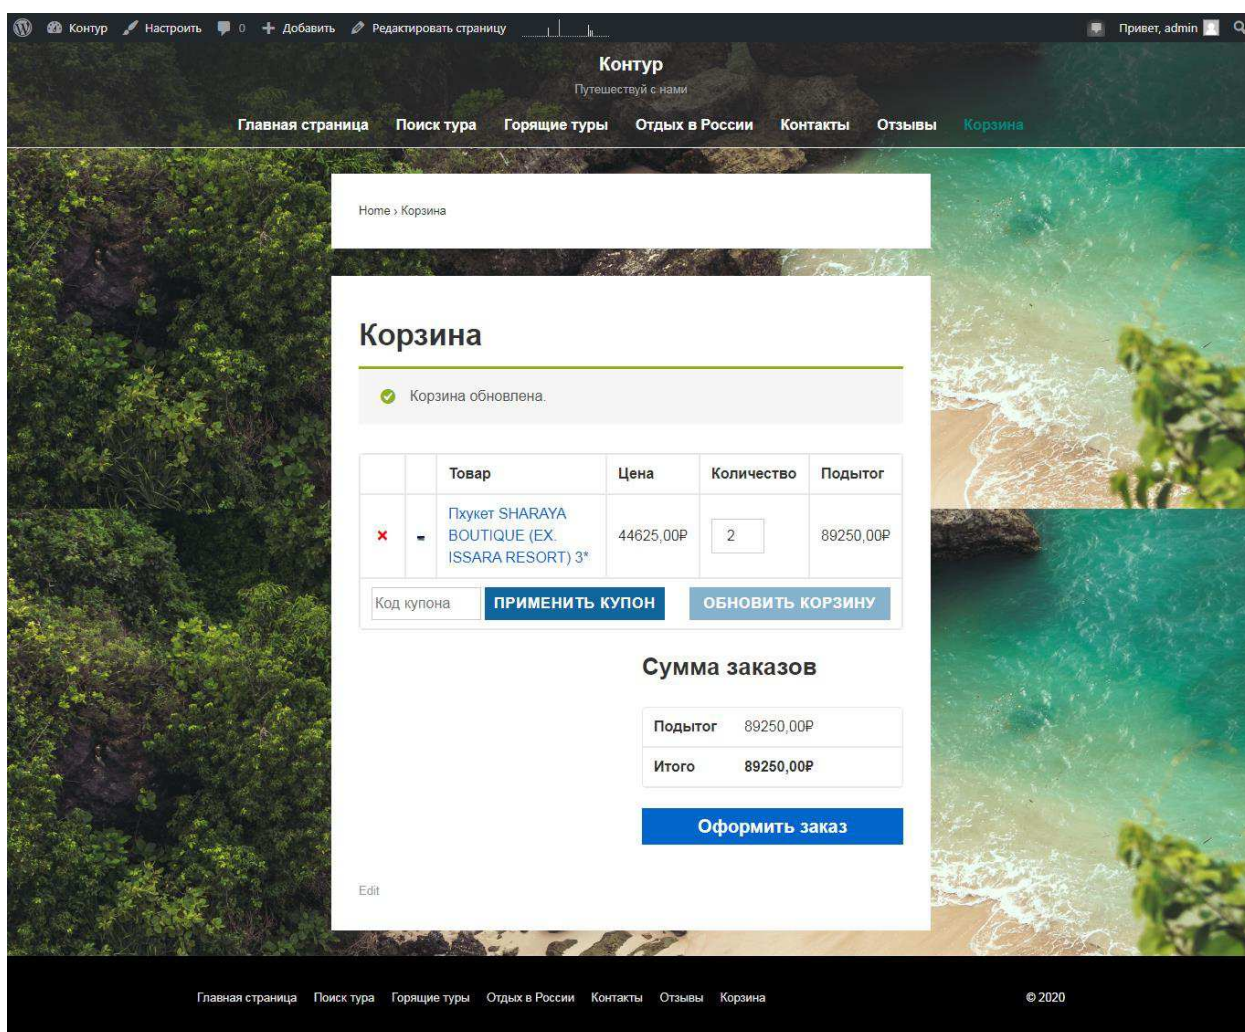 Контур Настроить 0 Добавить Редактировать страницу Привет, admin
Контур
Путешествуй с нами
Главная страница Поиск тура Горящие туры Отдых в России Контакты Отзывы Корзина
Home › Корзина
Корзина
Корзина обновлена.
Товар Цена Количество Подытог
Пхукет SHARAYA
BOUTIQUE (EX.
ISSARA RESORT) 3*
44625,00₽ 2 89250,00₽
Код купона ПРИМЕНИТЬ КУПОН ОБНОВИТЬ КОРЗИНУ
Сумма заказов
Подытог 89250,00₽
Итого 89250,00₽
Оформить заказ
Edit
Главная страница Поиск тура Горящие туры Отдых в России Контакты Отзывы Корзина © 2020